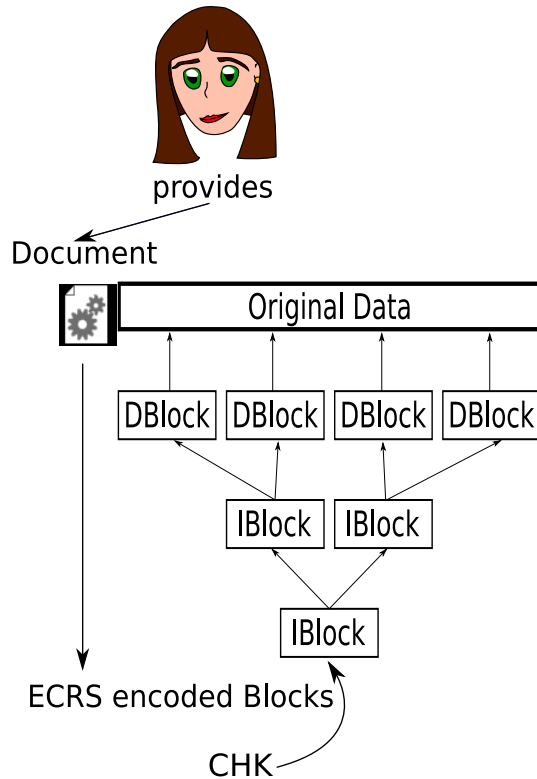 provides
Document
Original Data
DBlock DBlock DBlock DBlock
IBlock IBlock
IBlock
ECRS encoded Blocks
CHK